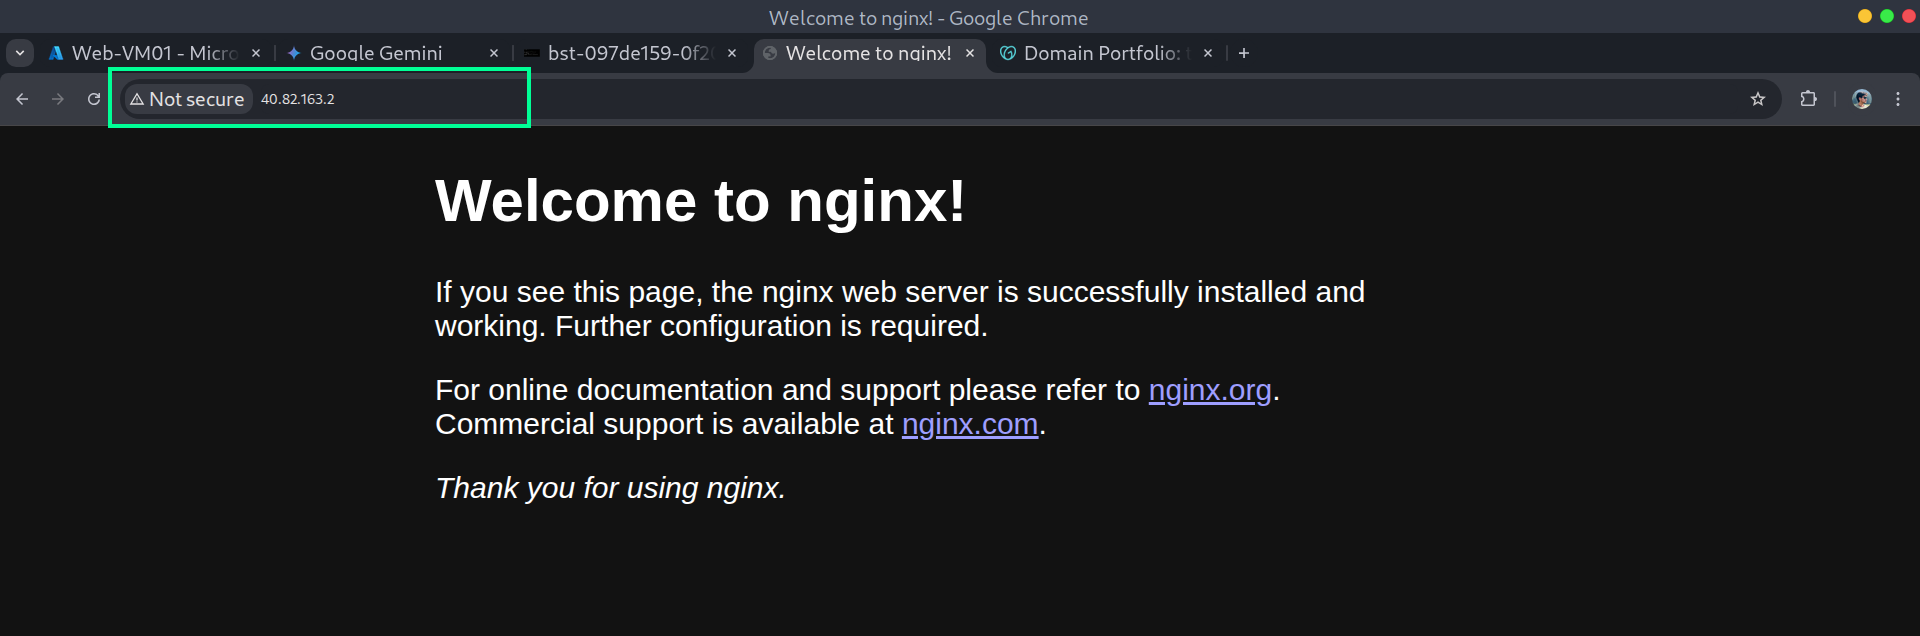 Welcome to nginx! - Google Chrome
Web-VM01 - Micro
Google Gemini
bst-097de159-0f2
Welcome to nginx!
Domain Portfolio:
Not secure 40.82.163.2
Welcome to nginx!
If you see this page, the nginx web server is successfully installed and
working. Further configuration is required.
For online documentation and support please refer to nginx.org.
Commercial support is available at nginx.com.
Thank you for using nginx.